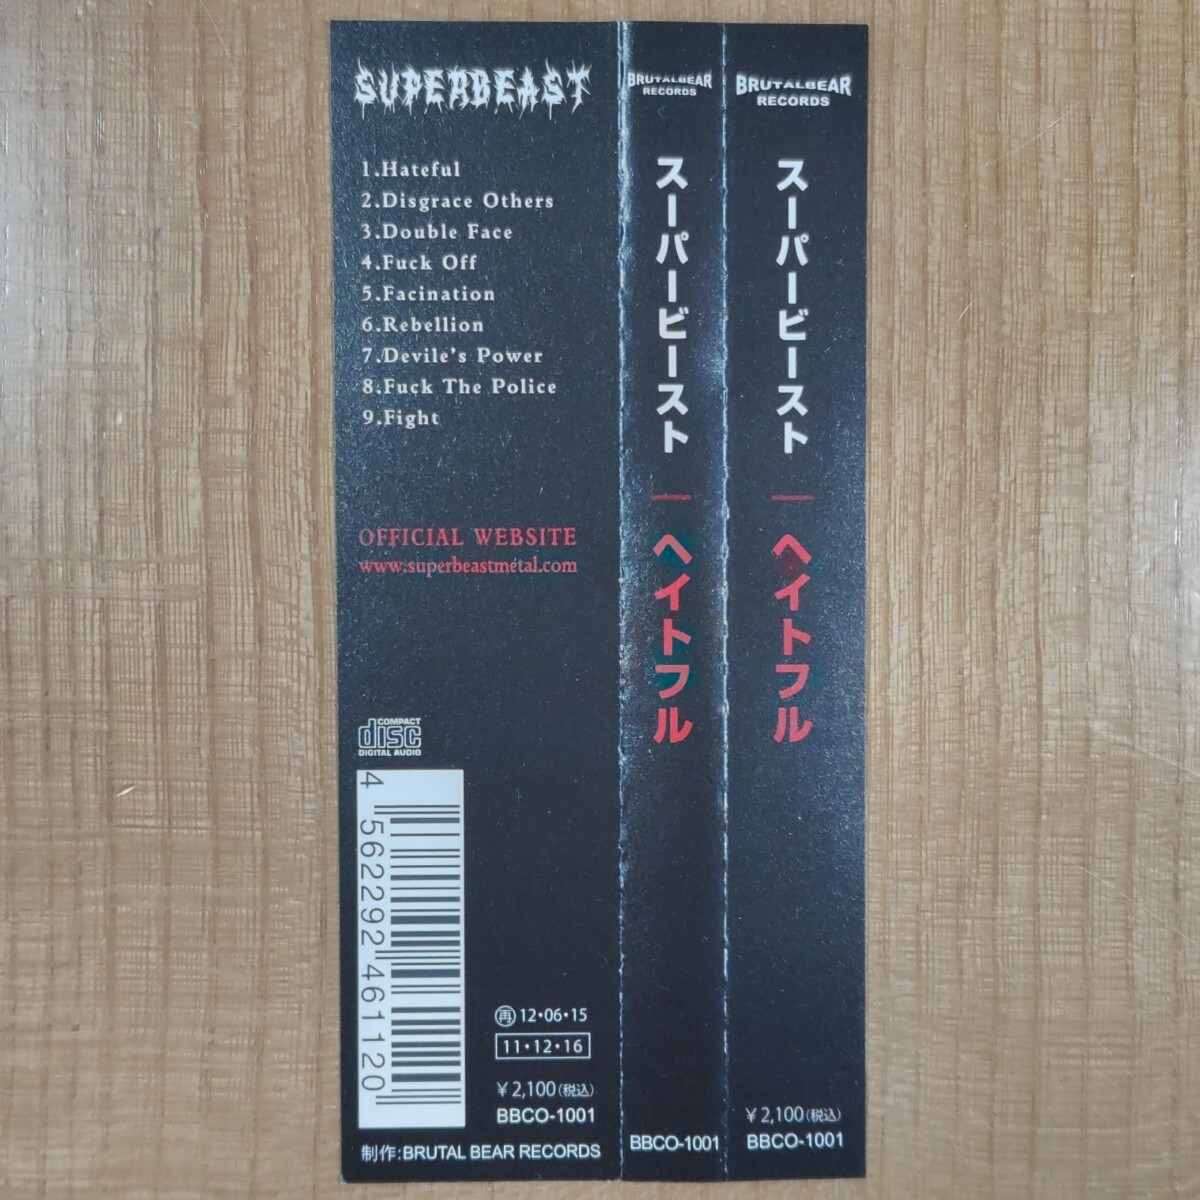 SUPERBEAST
1.Hateful
2.Disgrace Others
3.Double Face
4.Fuck Off
5.Facination
6.Rebellion
7.Devile's Power
8.Fuck The Police
9.Fight
OFFICIAL WEBSITE
www.superbeastmetal.com
COMPACT
disc
DIGITAL AUDIO
4 562292 461120
再 12・06・15
11・12・16
￥2,100(税込)
BBCO-1001
制作:BRUTAL BEAR RECORDS
BRUTALBEAR
RECORDS
スーパービースト
ヘイトフル
BBCO-1001
BRUTALBEAR
RECORDS
スーパービースト
ヘイトフル
￥2,100(税込)
BBCO-1001